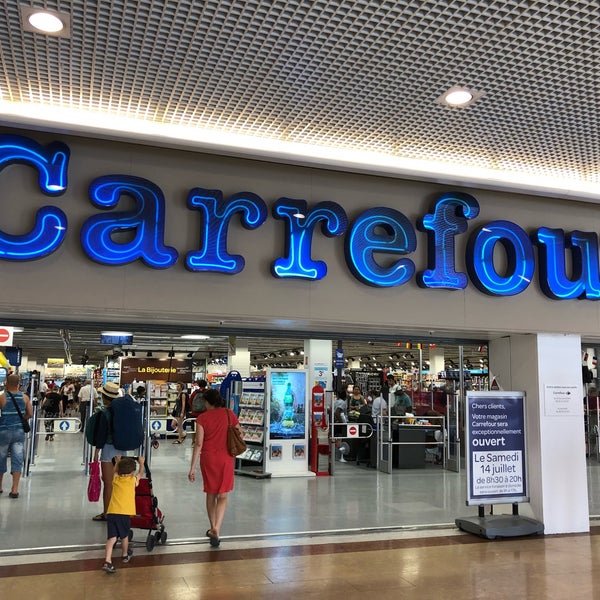 Carrefou
La Bijouterie
Chers clients,
Votre magasin
Carrefour sera
exceptionnellement
ouvert
Le Samedi
14 juillet
de 8h30 à 20h